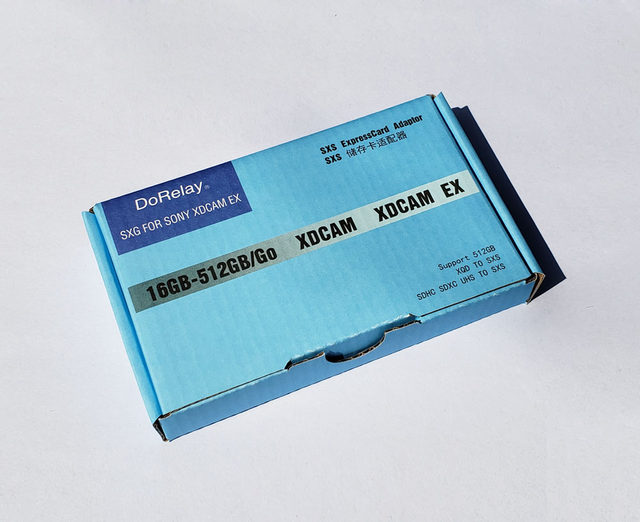 DoRelay®
SXG FOR SONY XDCAM EX
SXS ExpressCard Adaptor
SXS 储存卡适配器
16GB-512GB/Go XDCAM XDCAM EX
Support 512GB
XQD TO SXS
SDHC SDXC UHS TO SXS